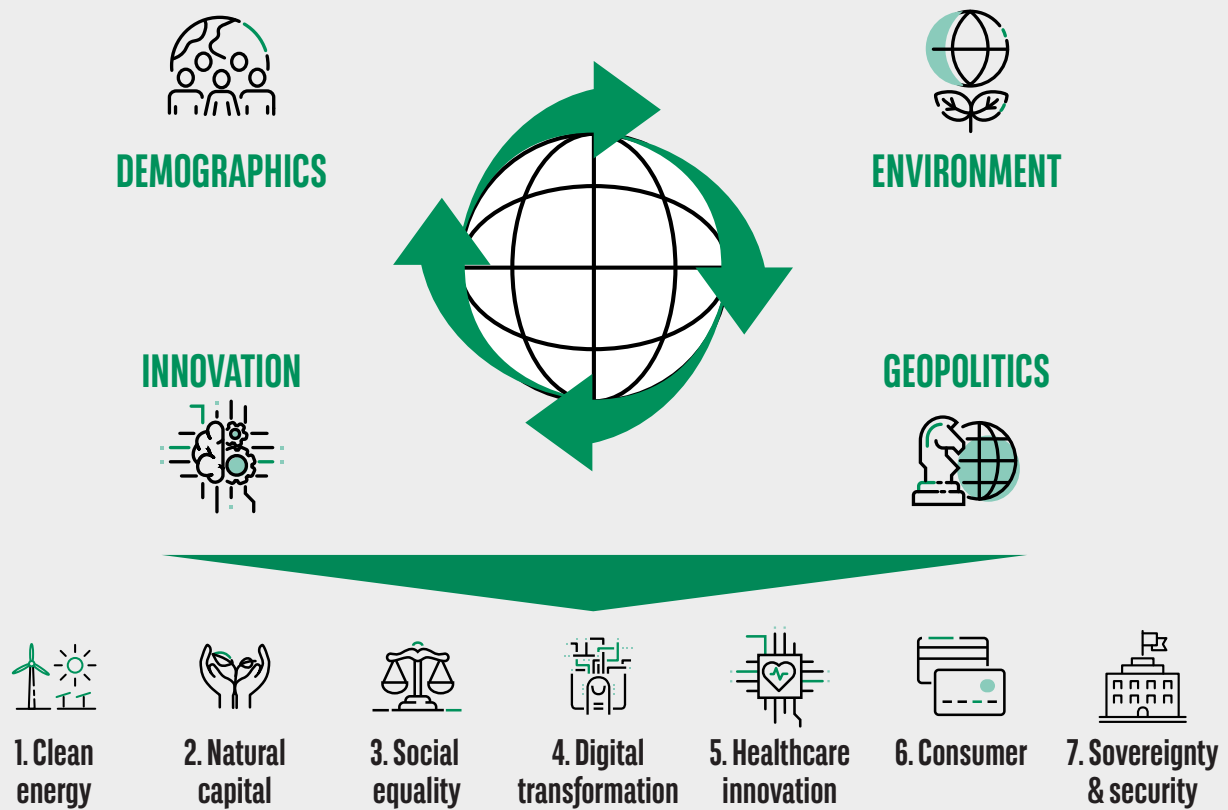 DEMOGRAPHICS
ENVIRONMENT
INNOVATION
GEOPOLITICS
1. Clean
energy
2. Natural
capital
3. Social
equality
4. Digital
transformation
5. Healthcare
innovation
6. Consumer
7. Sovereignty
& security